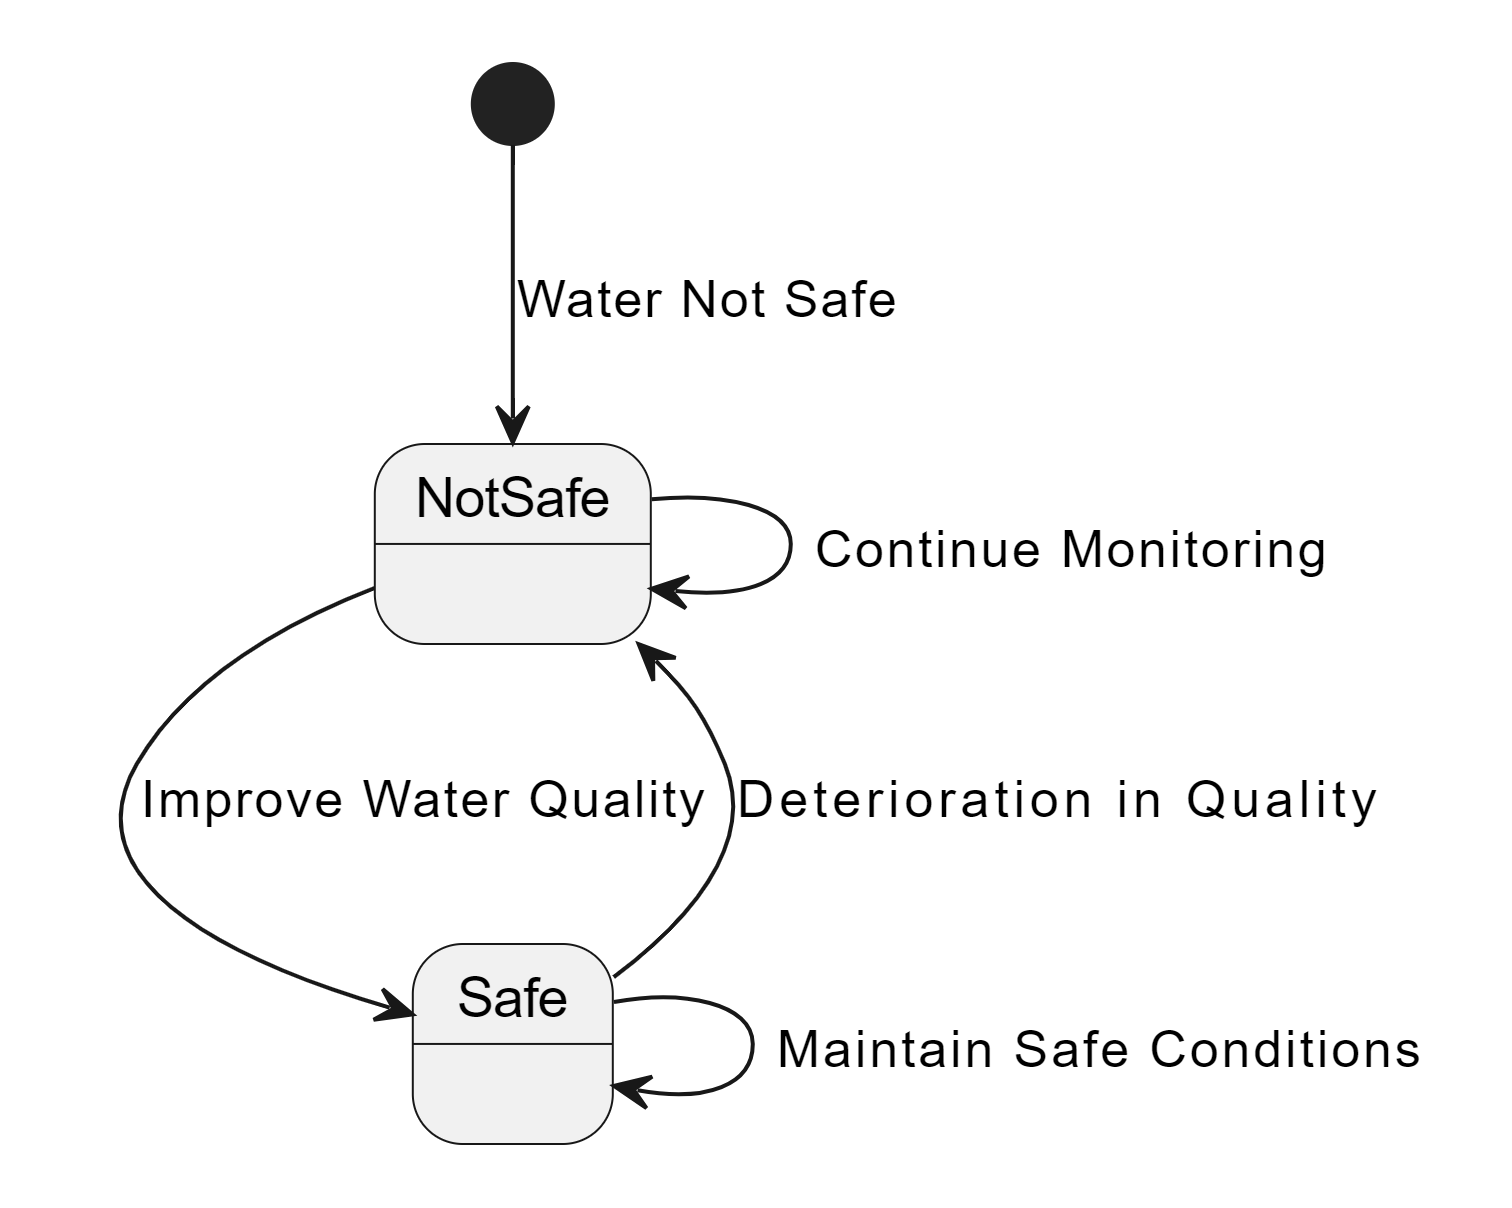 Water Not Safe
NotSafe
Continue Monitoring
Improve Water Quality
Deterioration in Quality
Safe
Maintain Safe Conditions